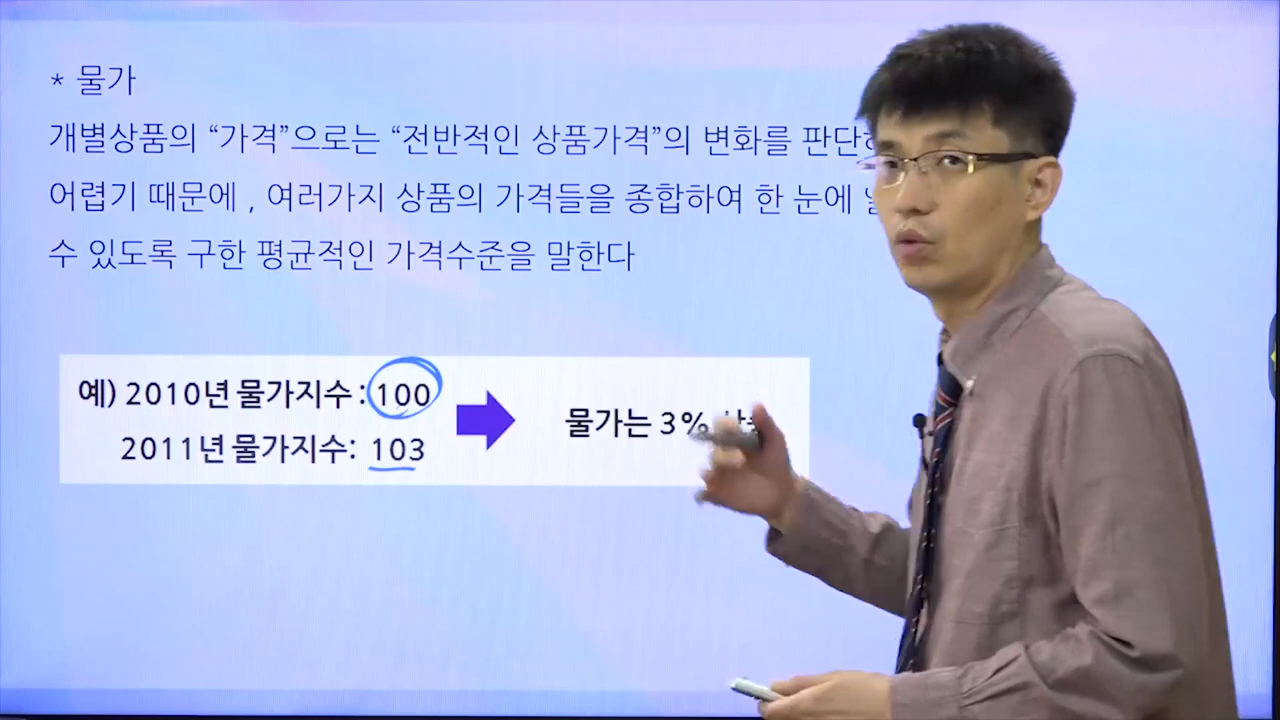 * 물가
개별상품의 “가격”으로는 “전반적인 상품가격”의 변화를
어렵기 때문에 , 여러가지 상품의 가격들을 종합하여 한 눈에
수 있도록 구한 평균적인 가격수준을 말한다
예) 2010년 물가지수 : 100
2011년 물가지수: 103
물가는 3%